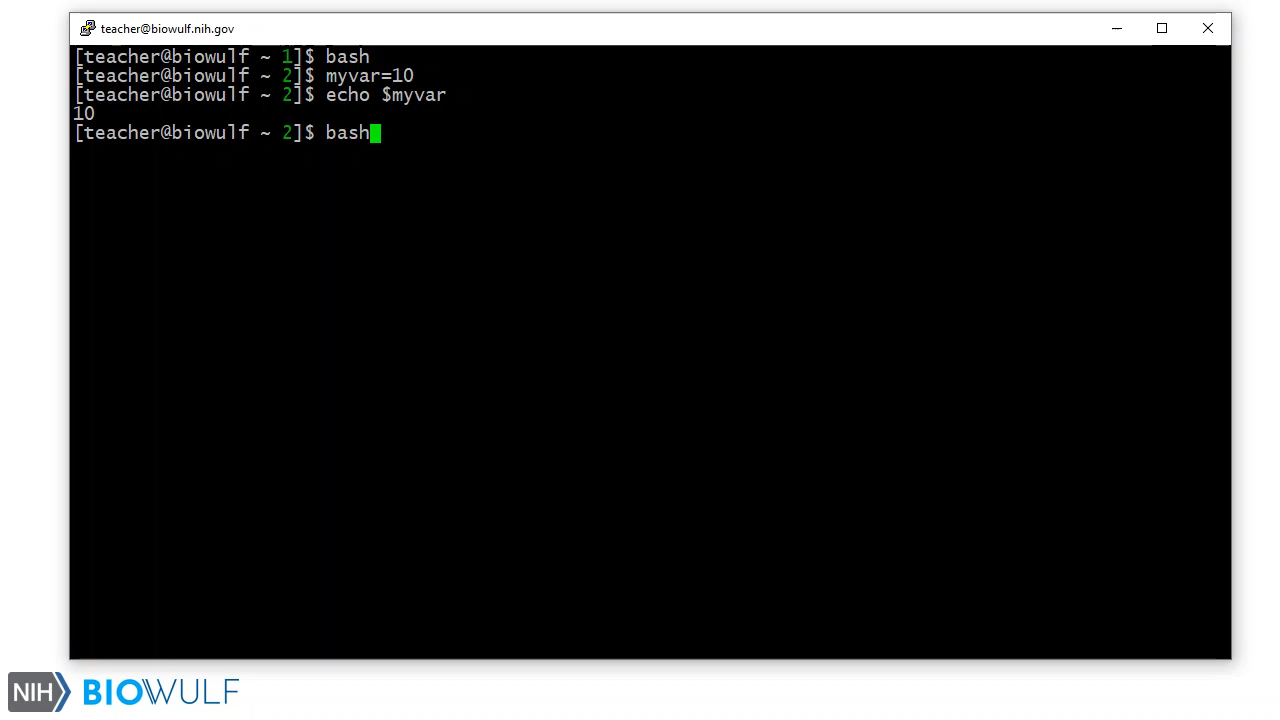 teacher@biowulf.nih.gov
[teacher@biowulf ~ 1]$ bash
[teacher@biowulf ~ 2]$ myvar=10
[teacher@biowulf ~ 2]$ echo $myvar
10
[teacher@biowulf ~ 2]$ bash
NIH BIOWULF